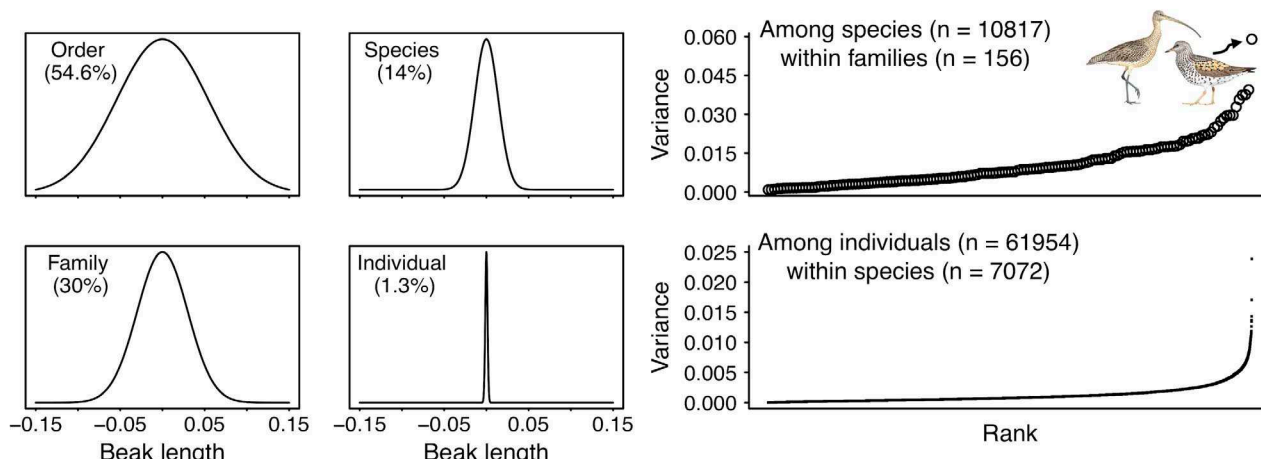 Order
(54.6%)
Species
(14%)
Family
(30%)
−0.15 −0.05 0.05 0.15
Beak length
Individual
(1.3%)
−0.15 −0.05 0.05 0.15
Beak length
Among species (n = 10817)
within families (n = 156)
Variance
0.060
0.045
0.030
0.015
0.000
Among individuals (n = 61954)
within species (n = 7072)
Variance
0.025
0.020
0.015
0.010
0.005
0.000
Rank